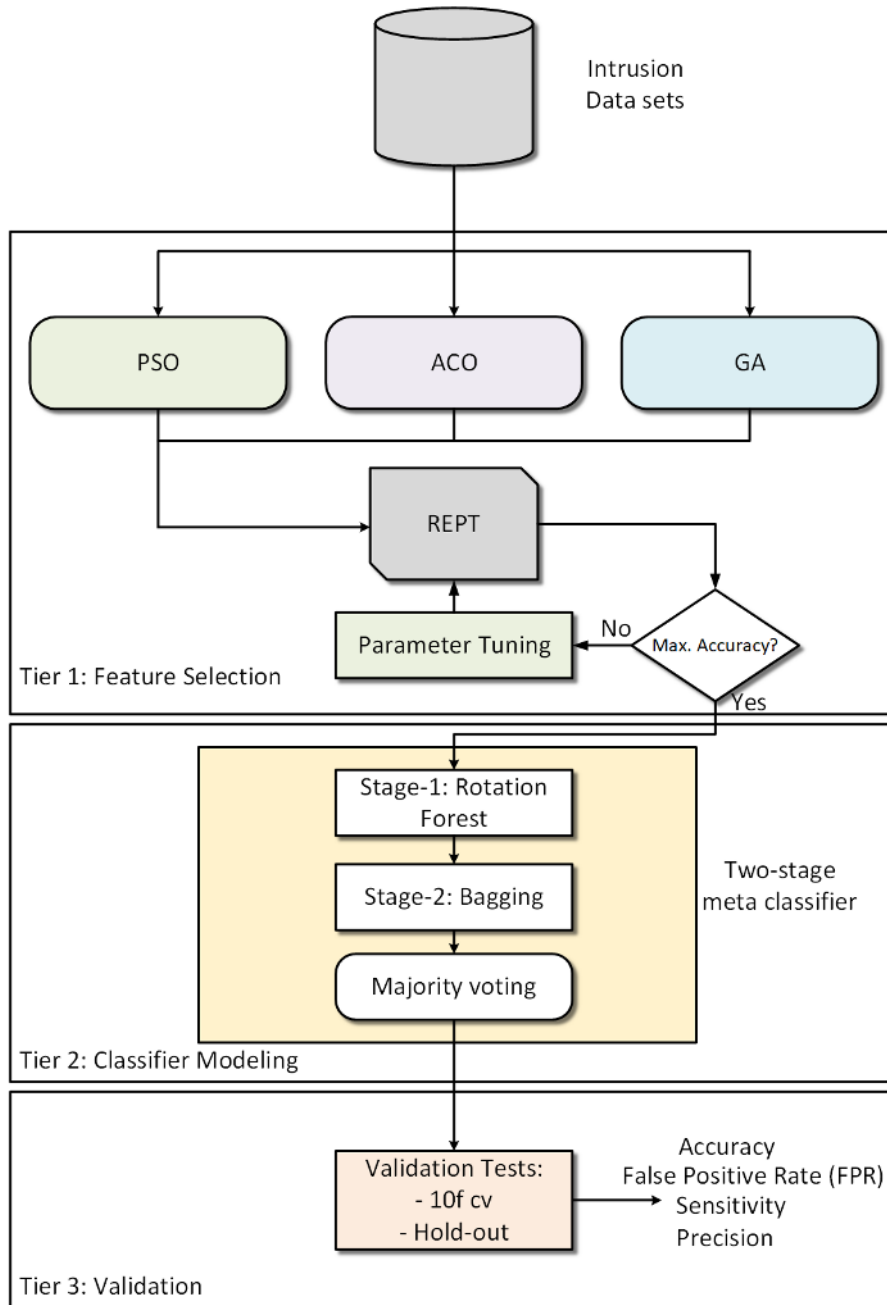 Intrusion
Data sets
PSO
ACO
GA
REPT
No
Max. Accuracy?
Parameter Tuning
Tier 1: Feature Selection
Yes
Stage-1: Rotation
Forest
Two-stage
meta classifier
Stage-2: Bagging
Majority voting
Tier 2: Classifier Modeling
Validation Tests:
- 10f cv
- Hold-out
Accuracy
False Positive Rate (FPR)
Sensitivity
Precision
Tier 3: Validation